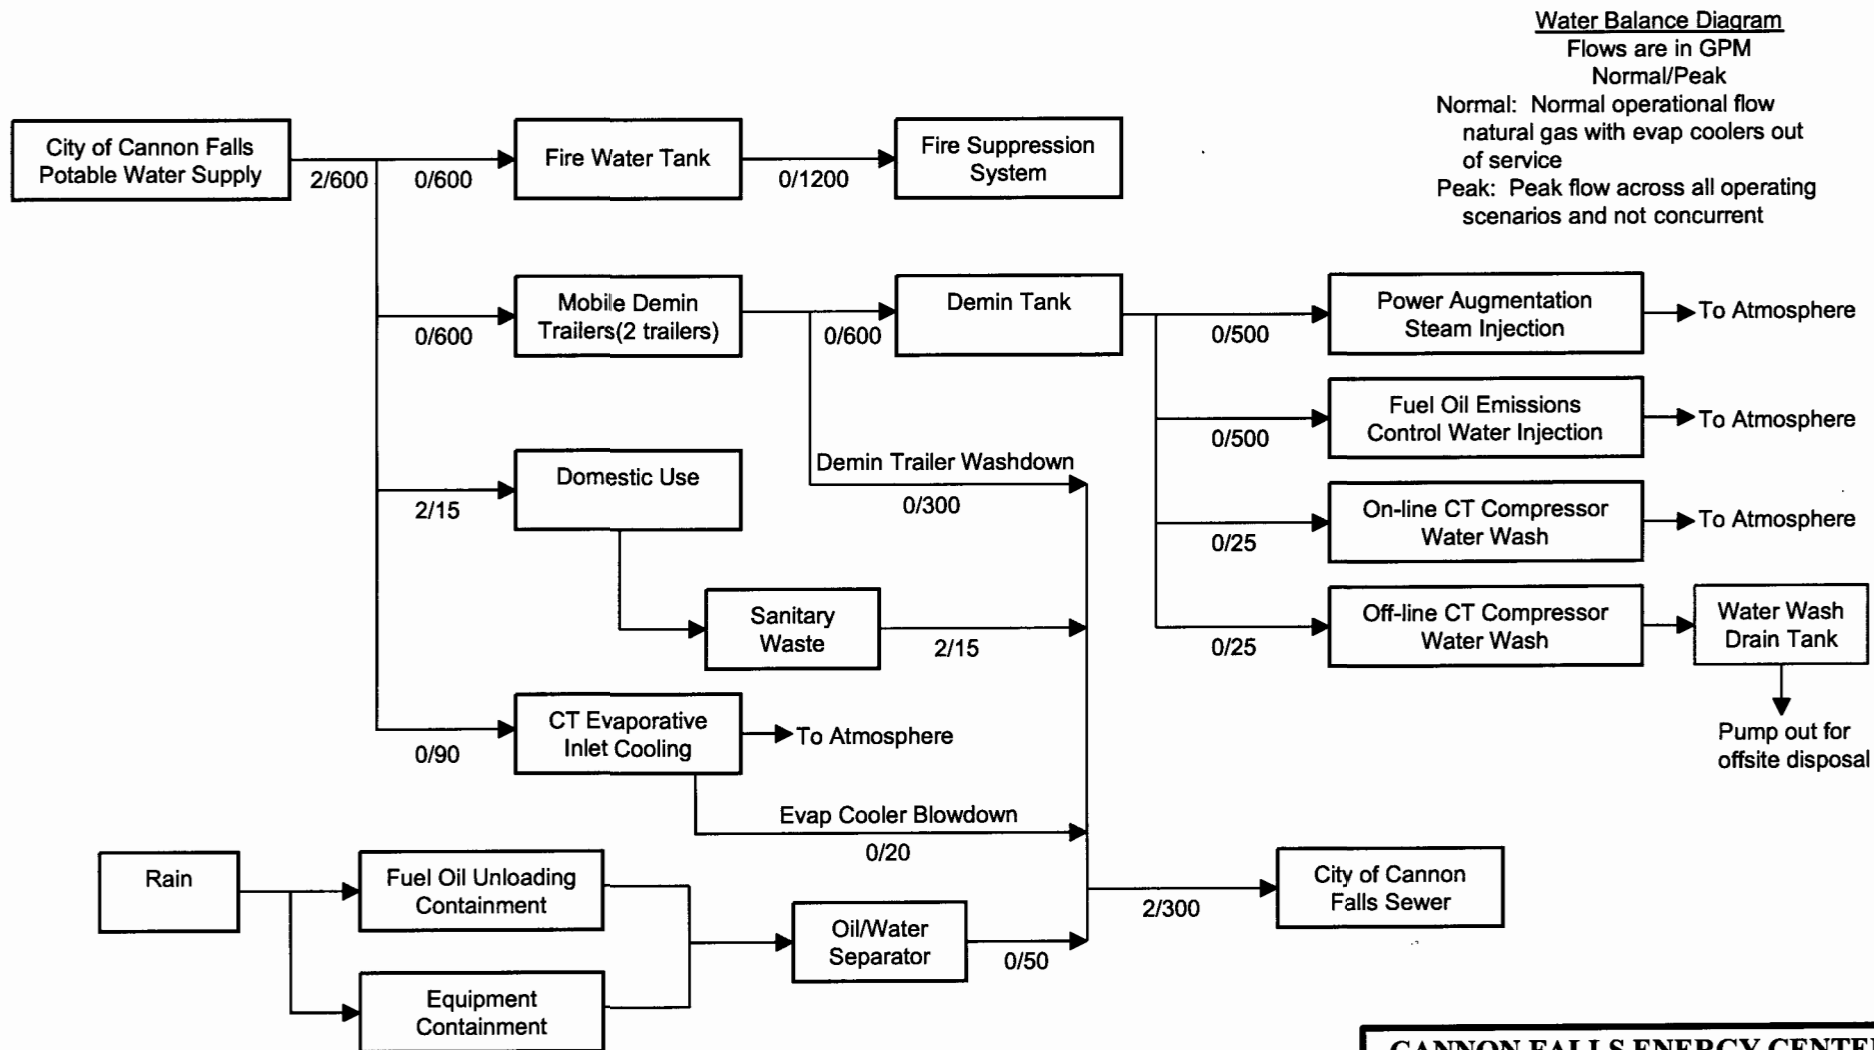 Water Balance Diagram
Flows are in GPM
Normal/Peak
Normal: Normal operational flow
natural gas with evap coolers out
of service
Peak: Peak flow across all operating
scenarios and not concurrent
City of Cannon Falls
Potable Water Supply
2/600
0/600
Fire Water Tank
0/1200
Fire Suppression
System
0/600
Mobile Demin
Trailers(2 trailers)
0/600
Demin Tank
0/500
Power Augmentation
Steam Injection
To Atmosphere
0/500
Fuel Oil Emissions
Control Water Injection
To Atmosphere
Demin Trailer Washdown
0/300
2/15
Domestic Use
0/25
On-line CT Compressor
Water Wash
To Atmosphere
Sanitary
Waste
2/15
0/25
Off-line CT Compressor
Water Wash
Water Wash
Drain Tank
Pump out for
offsite disposal
0/90
CT Evaporative
Inlet Cooling
To Atmosphere
Evap Cooler Blowdown
0/20
Rain
Fuel Oil Unloading
Containment
Equipment
Containment
Oil/Water
Separator
0/50
2/300
City of Cannon
Falls Sewer
CANNON FALLS ENERGY CENTER